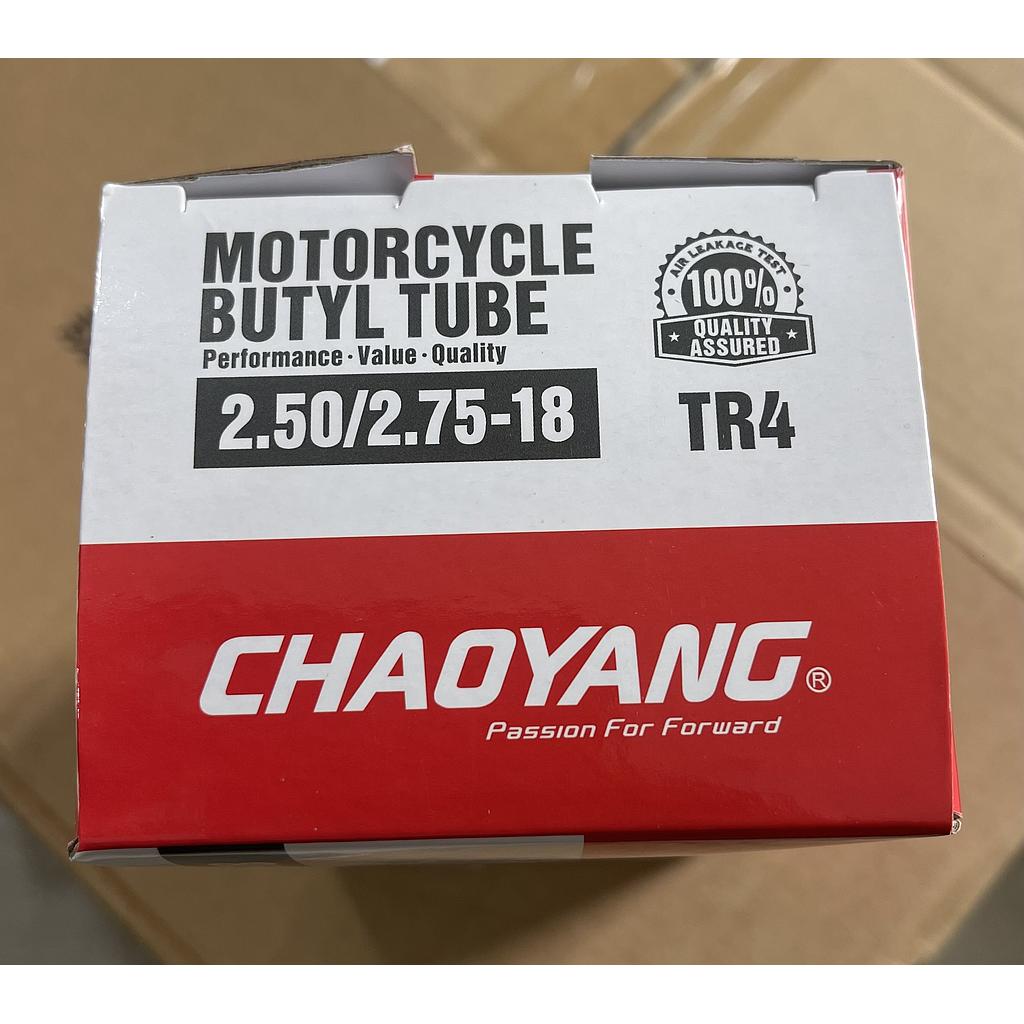 MOTORCYCLE
BUTYL TUBE
Performance · Value · Quality
2.50/2.75-18
AIR LEAKAGE TEST
100%
QUALITY
ASSURED
TR4
CHAOYANG®
Passion For Forward